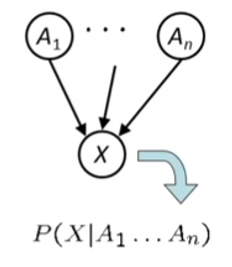 A₁ · · · Aₙ
X
P(X|A₁ . . . Aₙ)